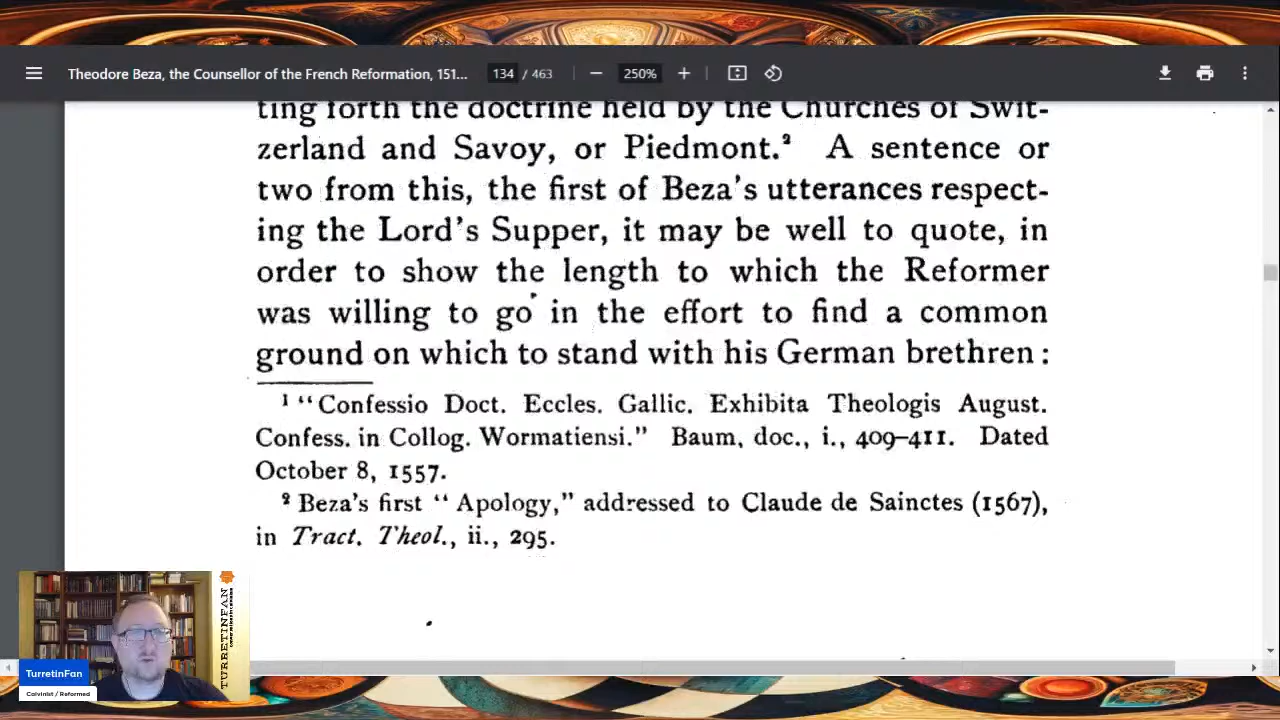 Theodore Beza, the Counsellor of the French Reformation, 151...
134 / 463
250%
ting forth the doctrine held by the Churches of Swit-
zerland and Savoy, or Piedmont.² A sentence or
two from this, the first of Beza's utterances respect-
ing the Lord's Supper, it may be well to quote, in
order to show the length to which the Reformer
was willing to go in the effort to find a common
ground on which to stand with his German brethren :
¹ “Confessio Doct. Eccles. Gallic. Exhibita Theologis August.
Confess. in Collog. Wormatiensi.” Baum, doc., i., 409–411. Dated
October 8, 1557.
² Beza's first “Apology,” addressed to Claude de Sainctes (1567),
in Tract. Theol., ii., 295.
TURRETINFAN
TurretinFan
Calvinist / Reformed